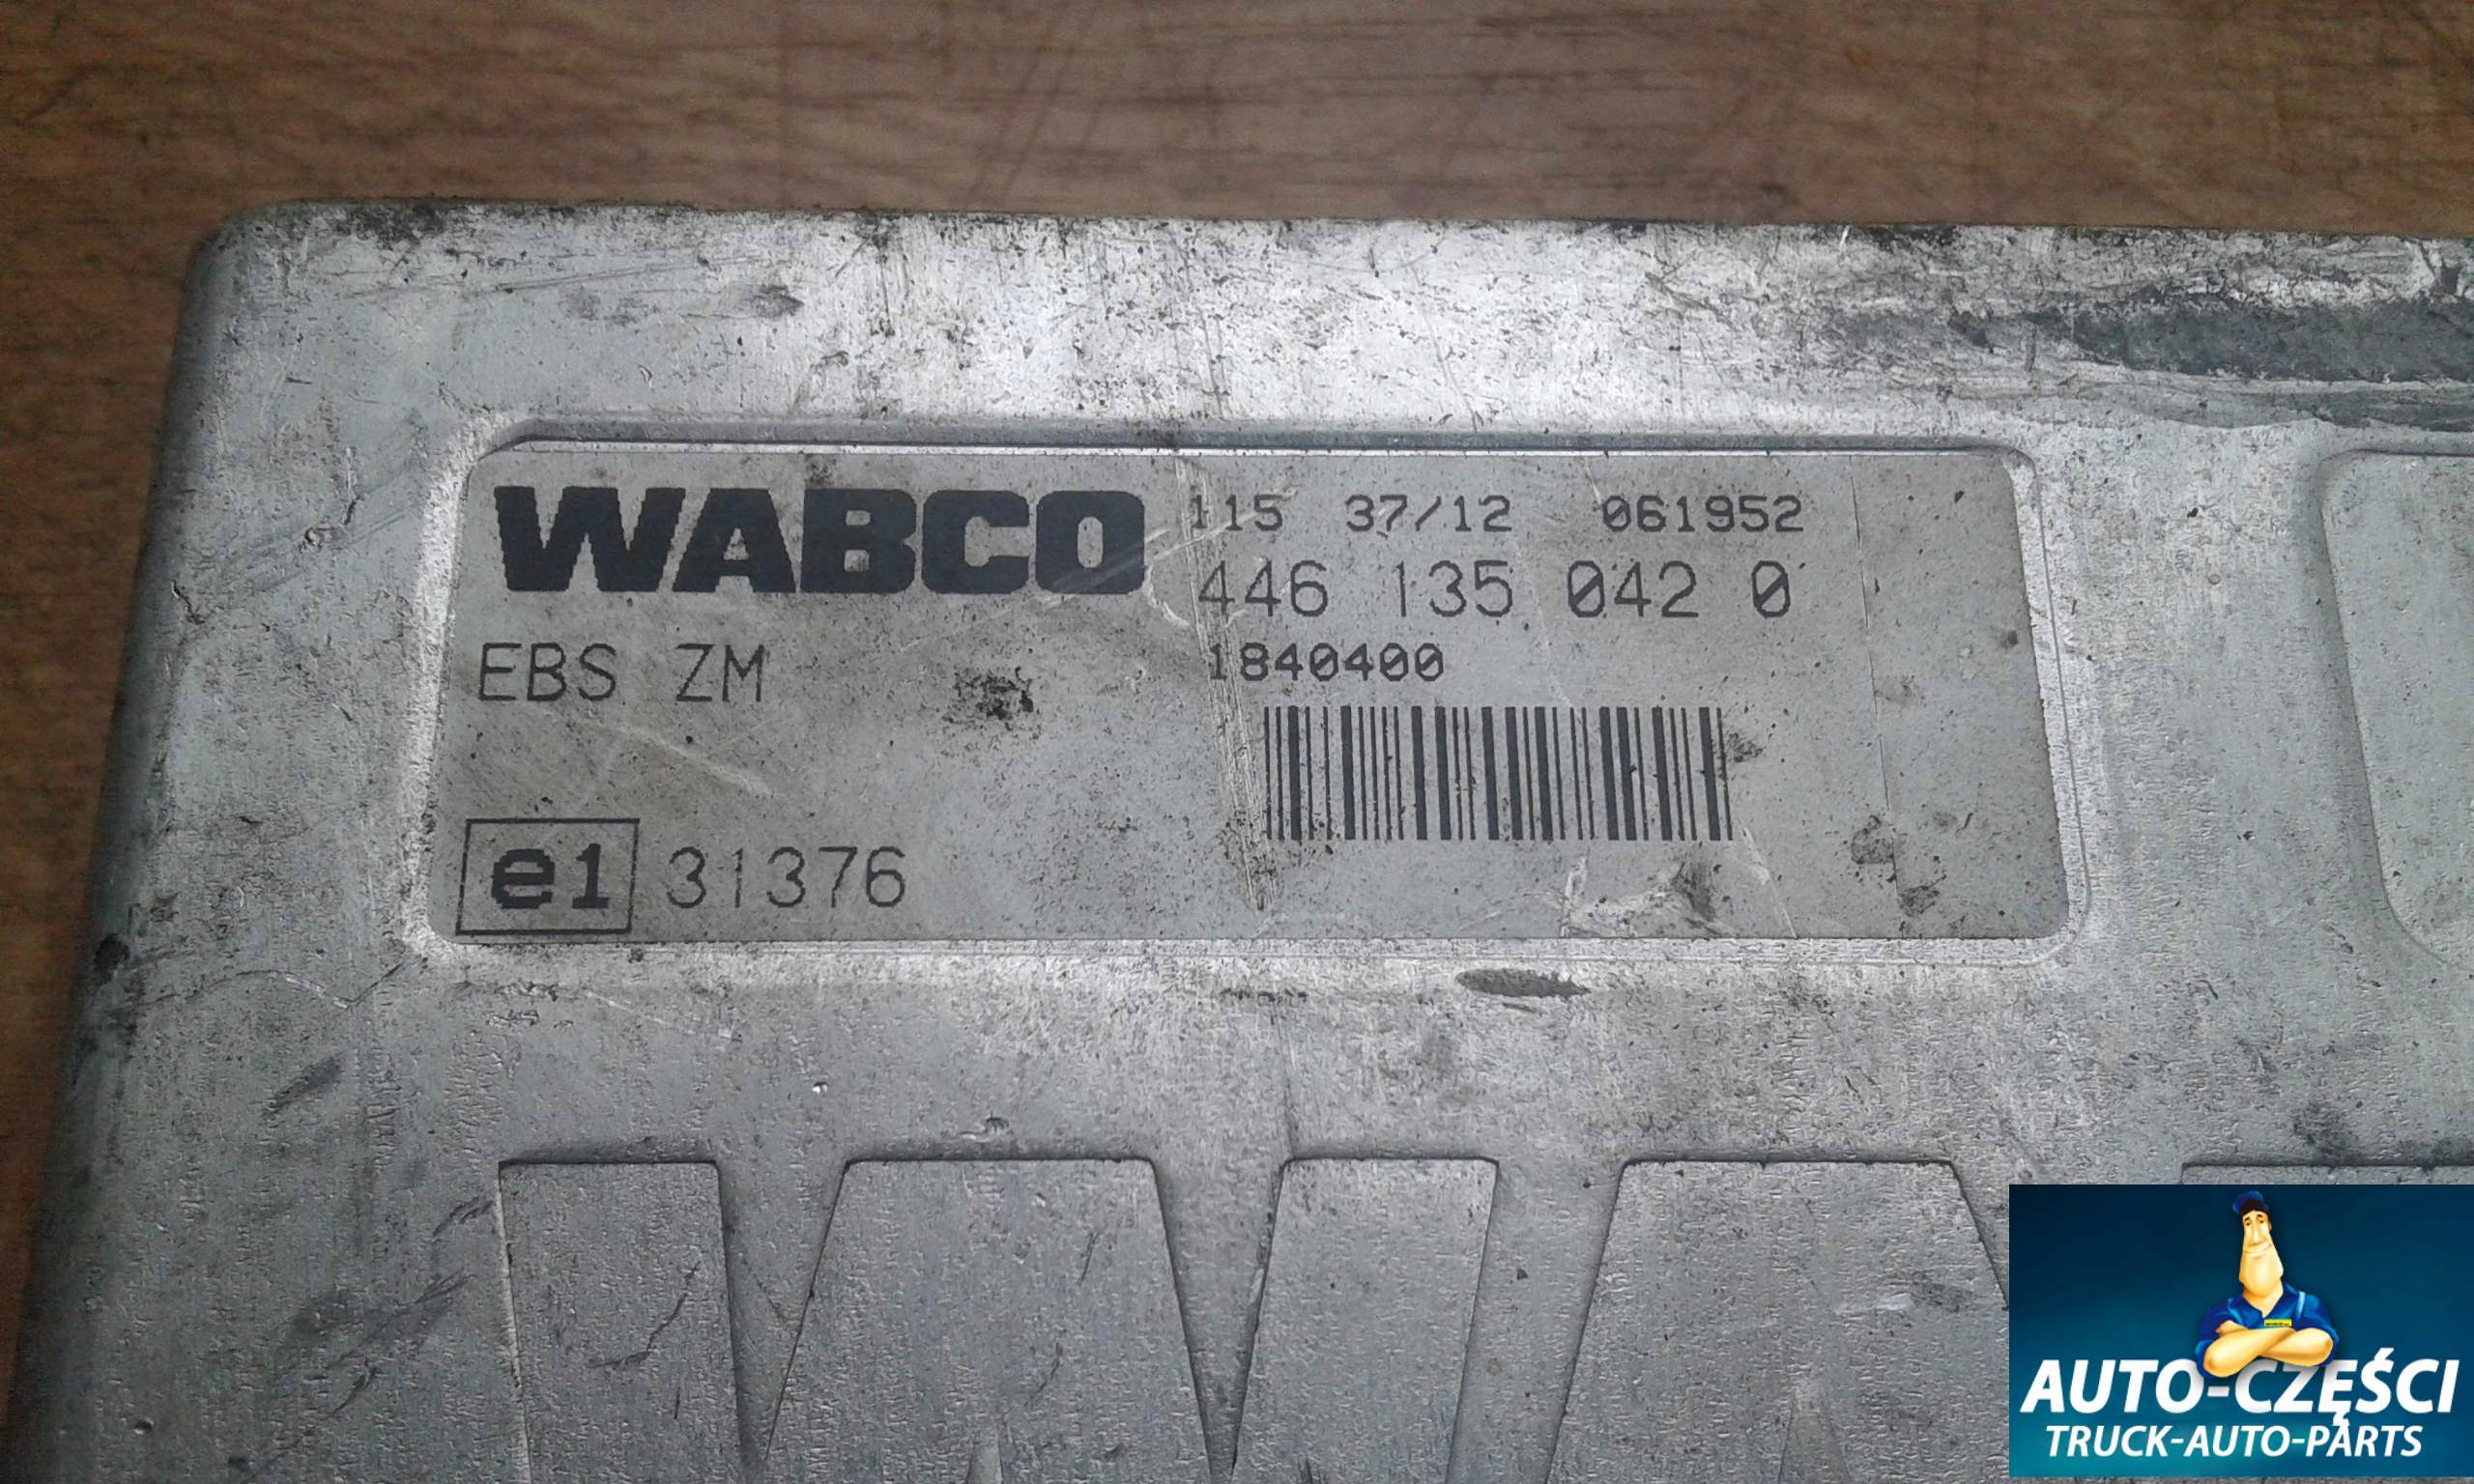 WABCO
115 37/12 061952
446 135 042 0
EBS ZM
1840400
e1 31376
AUTO-CZĘŚCI
TRUCK-AUTO-PARTS